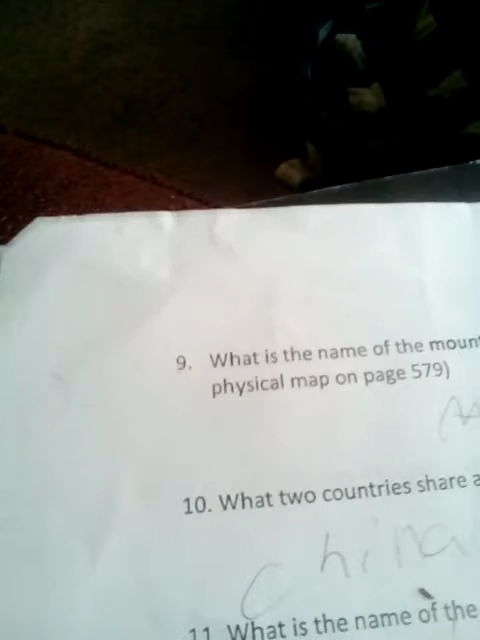 9. What is the name of the moun
physical map on page 579)
10. What two countries share a
China
11. What is the name of the